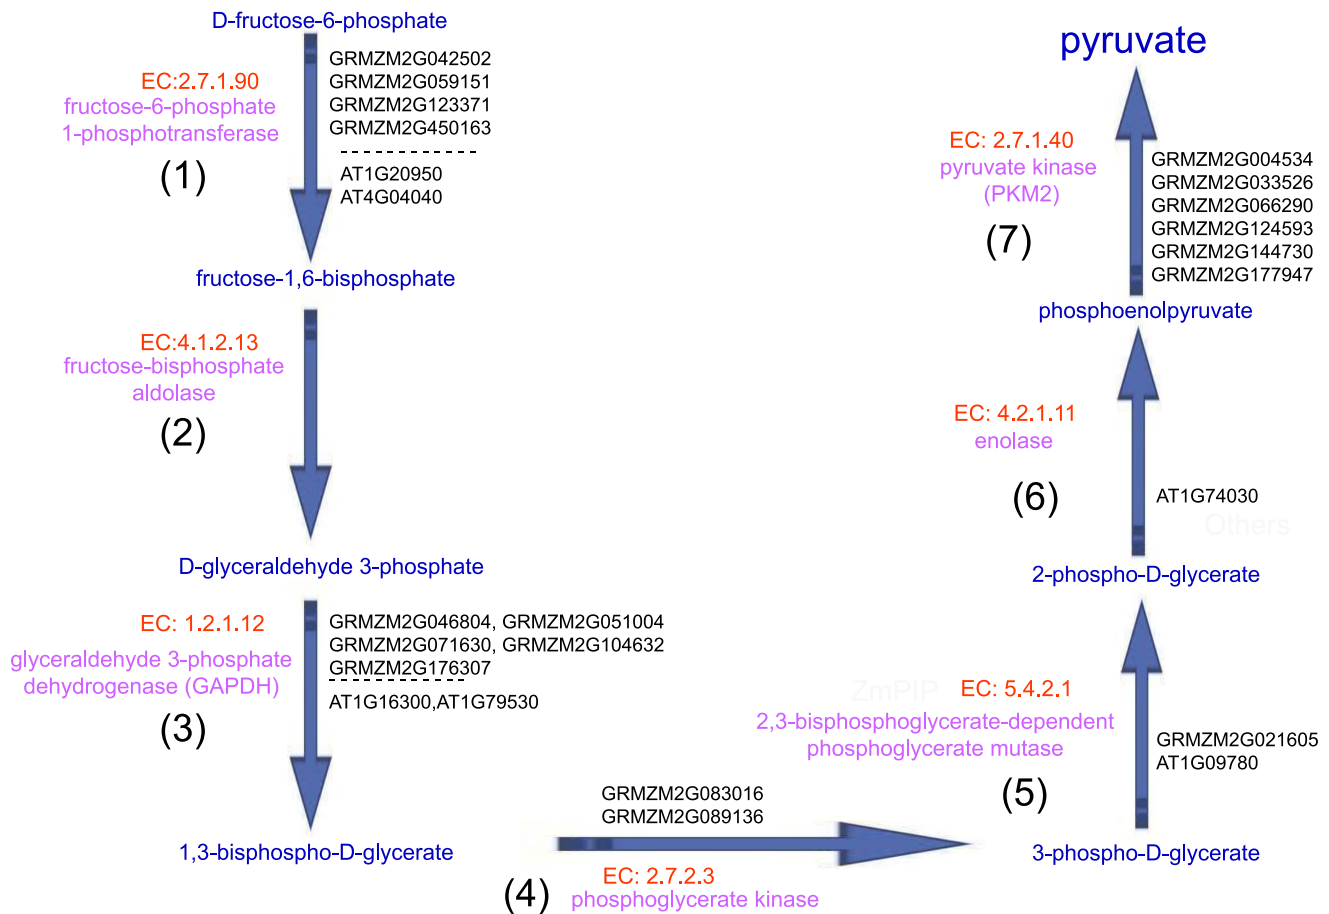 D-fructose-6-phosphate
EC:2.7.1.90
fructose-6-phosphate
1-phosphotransferase
(1)
GRMZM2G042502
GRMZM2G059151
GRMZM2G123371
GRMZM2G450163
AT1G20950
AT4G04040
fructose-1,6-bisphosphate
EC:4.1.2.13
fructose-bisphosphate
aldolase
(2)
D-glyceraldehyde 3-phosphate
EC: 1.2.1.12
glyceraldehyde 3-phosphate
dehydrogenase (GAPDH)
(3)
GRMZM2G046804, GRMZM2G051004
GRMZM2G071630, GRMZM2G104632
GRMZM2G176307
AT1G16300,AT1G79530
1,3-bisphospho-D-glycerate
GRMZM2G083016
GRMZM2G089136
(4)
EC: 2.7.2.3
phosphoglycerate kinase
3-phospho-D-glycerate
ZmPIP
EC: 5.4.2.1
2,3-bisphosphoglycerate-dependent
phosphoglycerate mutase
(5)
GRMZM2G021605
AT1G09780
2-phospho-D-glycerate
EC: 4.2.1.11
enolase
(6)
AT1G74030
Others
phosphoenolpyruvate
EC: 2.7.1.40
pyruvate kinase
(PKM2)
(7)
GRMZM2G004534
GRMZM2G033526
GRMZM2G066290
GRMZM2G124593
GRMZM2G144730
GRMZM2G177947
pyruvate